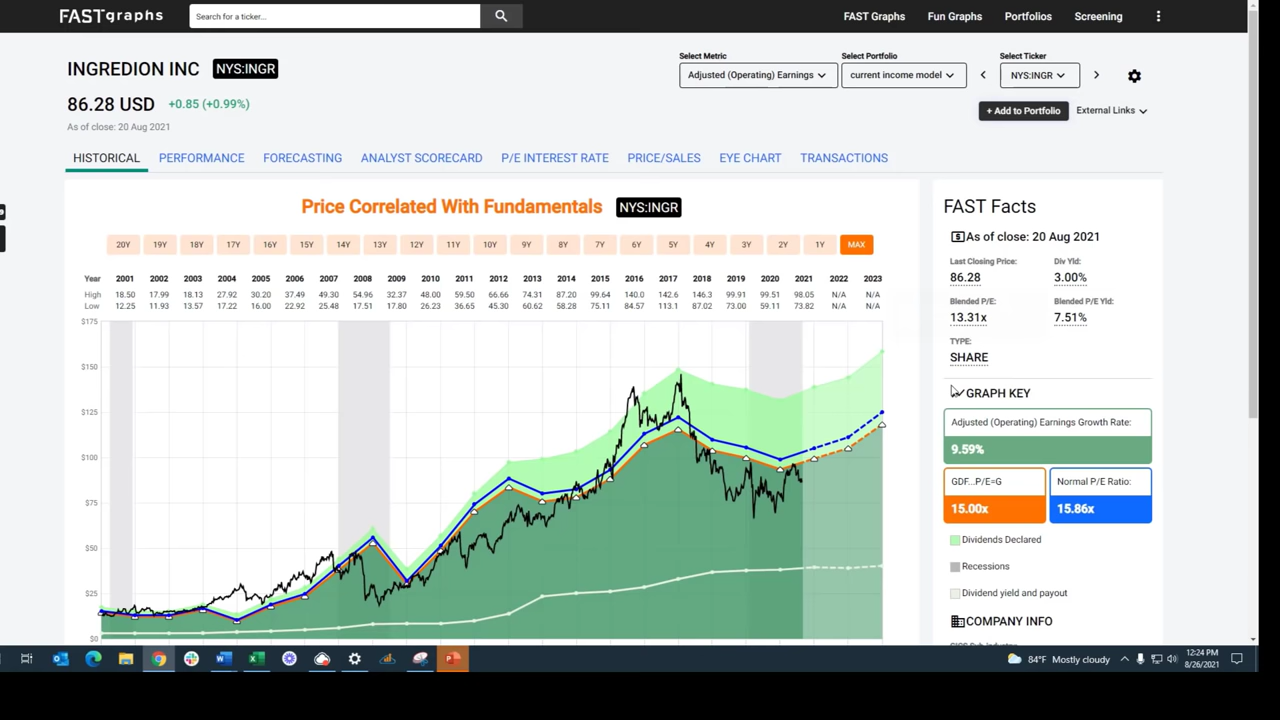 FASTgraphs
Search for a ticker...
FAST Graphs Fun Graphs Portfolios Screening
INGREDION INC NYS:INGR
86.28 USD +0.85 (+0.99%)
As of close: 20 Aug 2021
Select Metric Select Portfolio Select Ticker
Adjusted (Operating) Earnings current income model NYS:INGR
+ Add to Portfolio External Links
HISTORICAL PERFORMANCE FORECASTING ANALYST SCORECARD P/E INTEREST RATE PRICE/SALES EYE CHART TRANSACTIONS
Price Correlated With Fundamentals NYS:INGR
20Y 19Y 18Y 17Y 16Y 15Y 14Y 13Y 12Y 11Y 10Y 9Y 8Y 7Y 6Y 5Y 4Y 3Y 2Y 1Y MAX
Year 2001 2002 2003 2004 2005 2006 2007 2008 2009 2010 2011 2012 2013 2014 2015 2016 2017 2018 2019 2020 2021 2022 2023
High 18.50 17.99 18.13 27.92 30.20 37.49 49.30 54.96 32.37 48.00 59.50 66.66 74.31 87.20 99.64 140.0 142.6 146.3 99.91 99.51 98.05 N/A N/A
Low 12.25 11.93 13.57 17.22 16.00 22.92 25.48 17.51 17.80 26.23 36.65 45.30 60.62 58.28 75.11 84.57 113.1 87.02 73.00 59.11 73.82 N/A N/A
$175
$150
$125
$100
$75
$50
$25
$0
FAST Facts
As of close: 20 Aug 2021
Last Closing Price: Div Yld:
86.28 3.00%
Blended P/E: Blended P/E Yld:
13.31x 7.51%
TYPE:
SHARE
GRAPH KEY
Adjusted (Operating) Earnings Growth Rate:
9.59%
GDF...P/E=G Normal P/E Ratio:
15.00x 15.86x
Dividends Declared
Recessions
Dividend yield and payout
COMPANY INFO
84°F Mostly cloudy
12:24 PM
8/26/2021